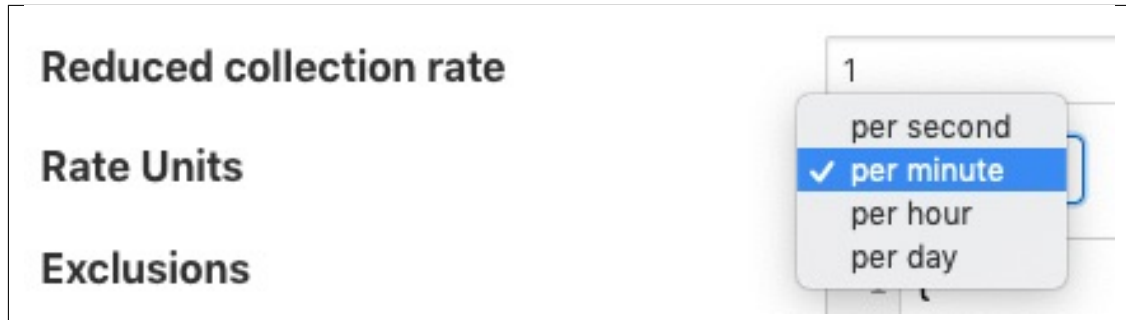 Reduced collection rate
1
Rate Units
per second
✓ per minute
per hour
per day
Exclusions